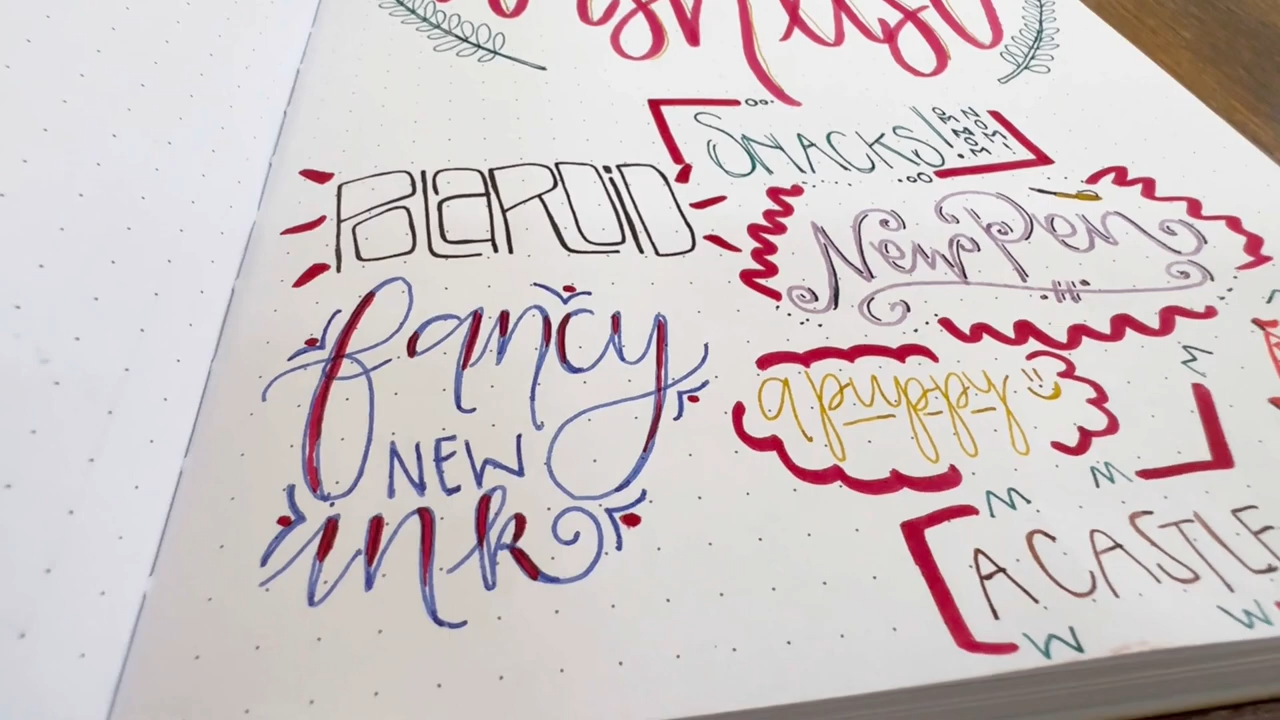 SNACKS!
POLAROiD
New Pen
fancy
NEW
ink
a puppy
A CASTLE